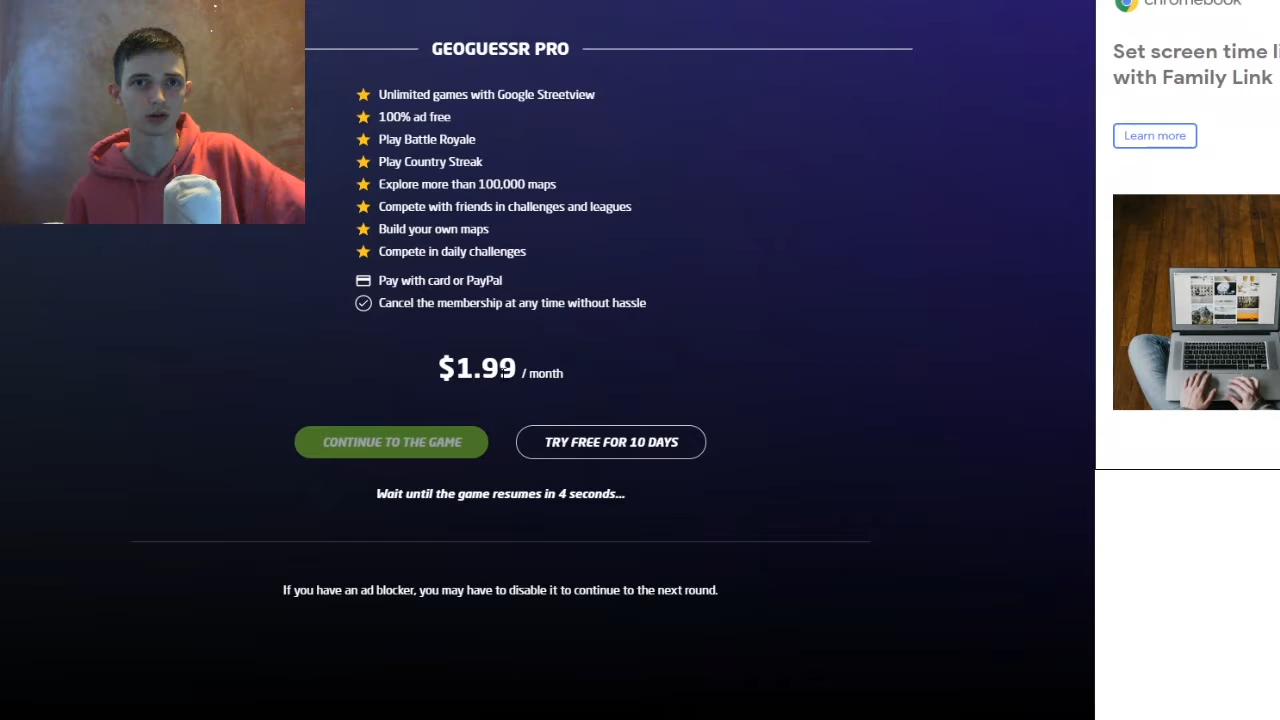 GEOGUESSR PRO
Unlimited games with Google Streetview
100% ad free
Play Battle Royale
Play Country Streak
Explore more than 100,000 maps
Compete with friends in challenges and leagues
Build your own maps
Compete in daily challenges
Pay with card or PayPal
Cancel the membership at any time without hassle
$1.99 / month
CONTINUE TO THE GAME
TRY FREE FOR 10 DAYS
Wait until the game resumes in 4 seconds...
If you have an ad blocker, you may have to disable it to continue to the next round.
chromebook
Set screen time
with Family Link
Learn more